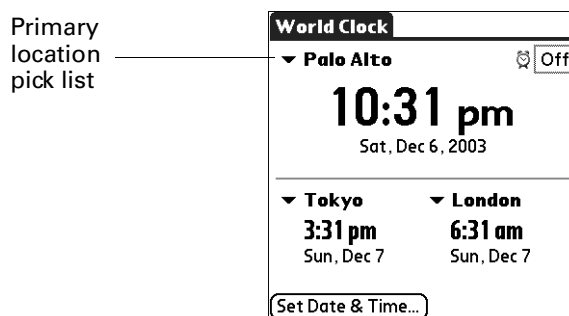 Primary
location
pick list
World Clock
Palo Alto
Off
10:31 pm
Sat, Dec 6, 2003
Tokyo
London
3:31 pm
6:31 am
Sun, Dec 7
Sun, Dec 7
Set Date & Time...